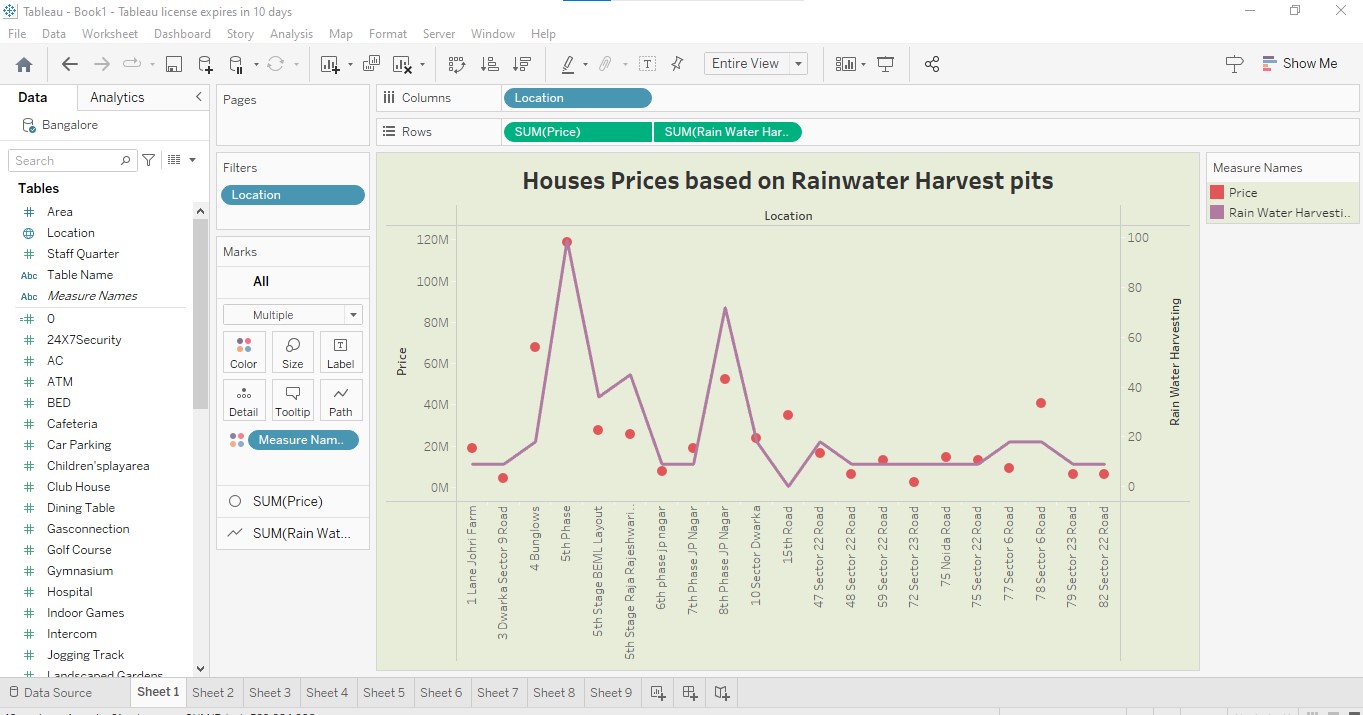 Tableau - Book1 - Tableau license expires in 10 days
File Data Worksheet Dashboard Story Analysis Map Format Server Window Help
Entire View
Show Me
Data Analytics
Bangalore
Search
Tables
Area
Location
Staff Quarter
Abc Table Name
Abc Measure Names
0
24X7Security
AC
ATM
BED
Cafeteria
Car Parking
Children'splayarea
Club House
Dining Table
Gasconnection
Golf Course
Gymnasium
Hospital
Indoor Games
Intercom
Jogging Track
Landscaped Gardens
Pages
Filters
Location
Marks
All
Multiple
Color Size Label
Detail Tooltip Path
Measure Nam..
SUM(Price)
SUM(Rain Wat...
Columns Location
Rows SUM(Price) SUM(Rain Water Har..
Houses Prices based on Rainwater Harvest pits
Location
120M
100M
80M
60M
40M
20M
0M
Price
100
80
60
40
20
0
Rain Water Harvesting
1 Lane Johri Farm
3 Dwarka Sector 9 Road
4 Bunglows
5th Phase
5th Stage BEML Layout
5th Stage Raja Rajeshwari..
6th phase jp nagar
7th Phase JP Nagar
8th Phase JP Nagar
10 Sector Dwarka
15th Road
47 Sector 22 Road
48 Sector 22 Road
59 Sector 22 Road
72 Sector 23 Road
75 Noida Road
75 Sector 22 Road
77 Sector 6 Road
78 Sector 6 Road
79 Sector 23 Road
82 Sector 22 Road
Measure Names
Price
Rain Water Harvesti..
Data Source Sheet 1 Sheet 2 Sheet 3 Sheet 4 Sheet 5 Sheet 6 Sheet 7 Sheet 8 Sheet 9